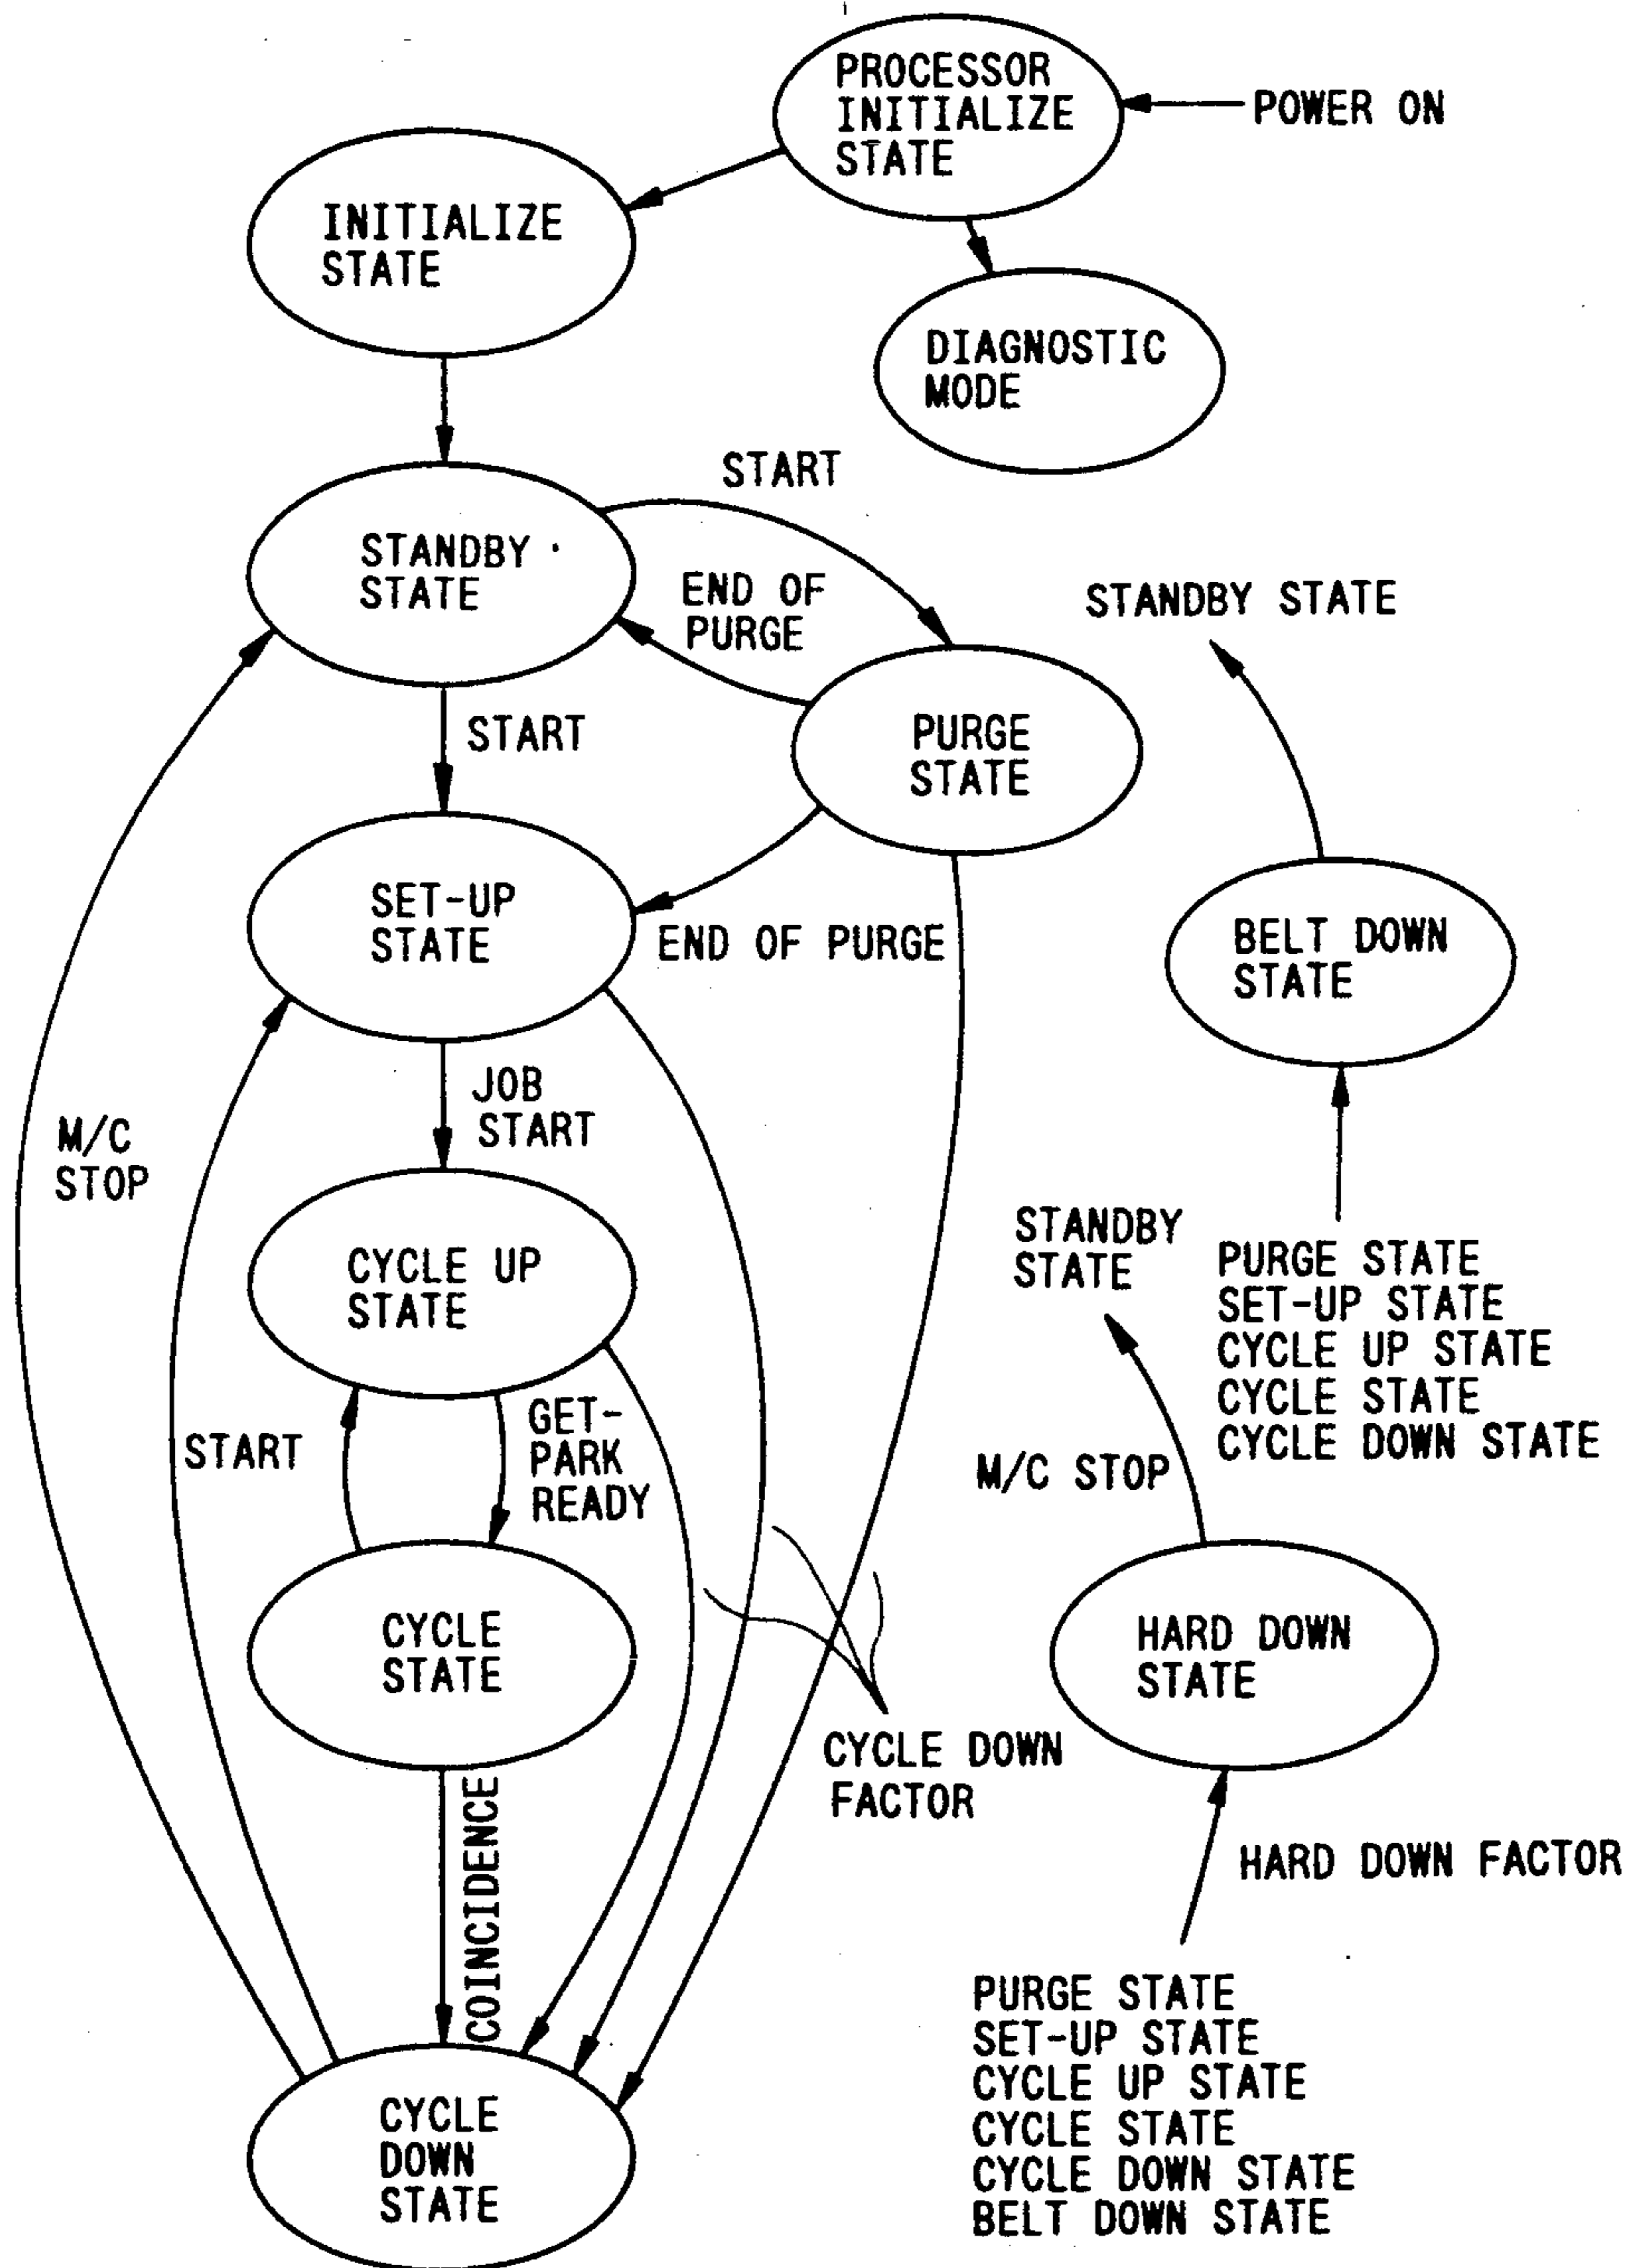 PROCESSOR
INITIALIZE
STATE
POWER ON
INITIALIZE
STATE
DIAGNOSTIC
MODE
START
STANDBY
STATE
END OF
PURGE
STANDBY STATE
START
PURGE
STATE
SET-UP
STATE
END OF PURGE
BELT DOWN
STATE
JOB
START
M/C
STOP
STANDBY
STATE
PURGE STATE
SET-UP STATE
CYCLE UP STATE
CYCLE STATE
CYCLE DOWN STATE
CYCLE UP
STATE
START
GET-
PARK
READY
M/C STOP
CYCLE
STATE
HARD DOWN
STATE
CYCLE DOWN
FACTOR
COINCIDENCE
HARD DOWN FACTOR
PURGE STATE
SET-UP STATE
CYCLE UP STATE
CYCLE STATE
CYCLE DOWN STATE
BELT DOWN STATE
CYCLE
DOWN
STATE